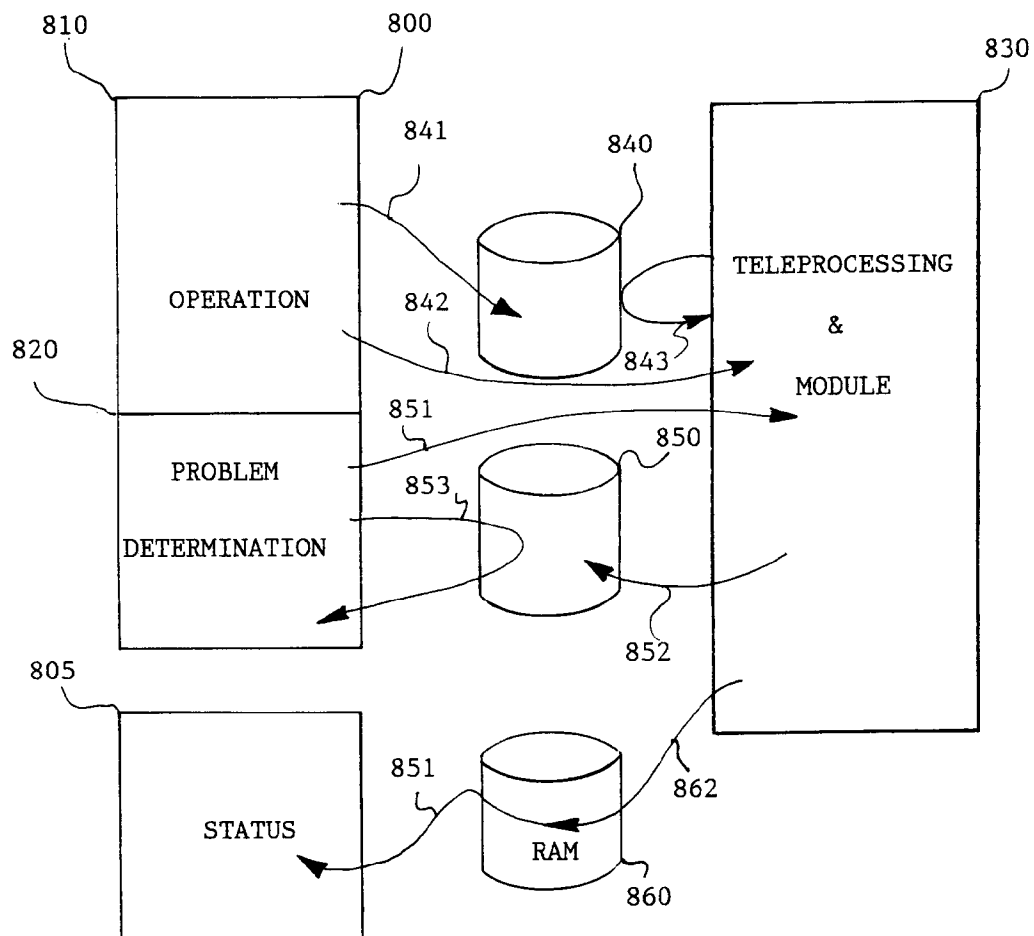 810
800
830
841
840
TELEPROCESSING
OPERATION
842
&
820
843
MODULE
851
850
PROBLEM
853
DETERMINATION
852
805
862
851
STATUS
RAM
860